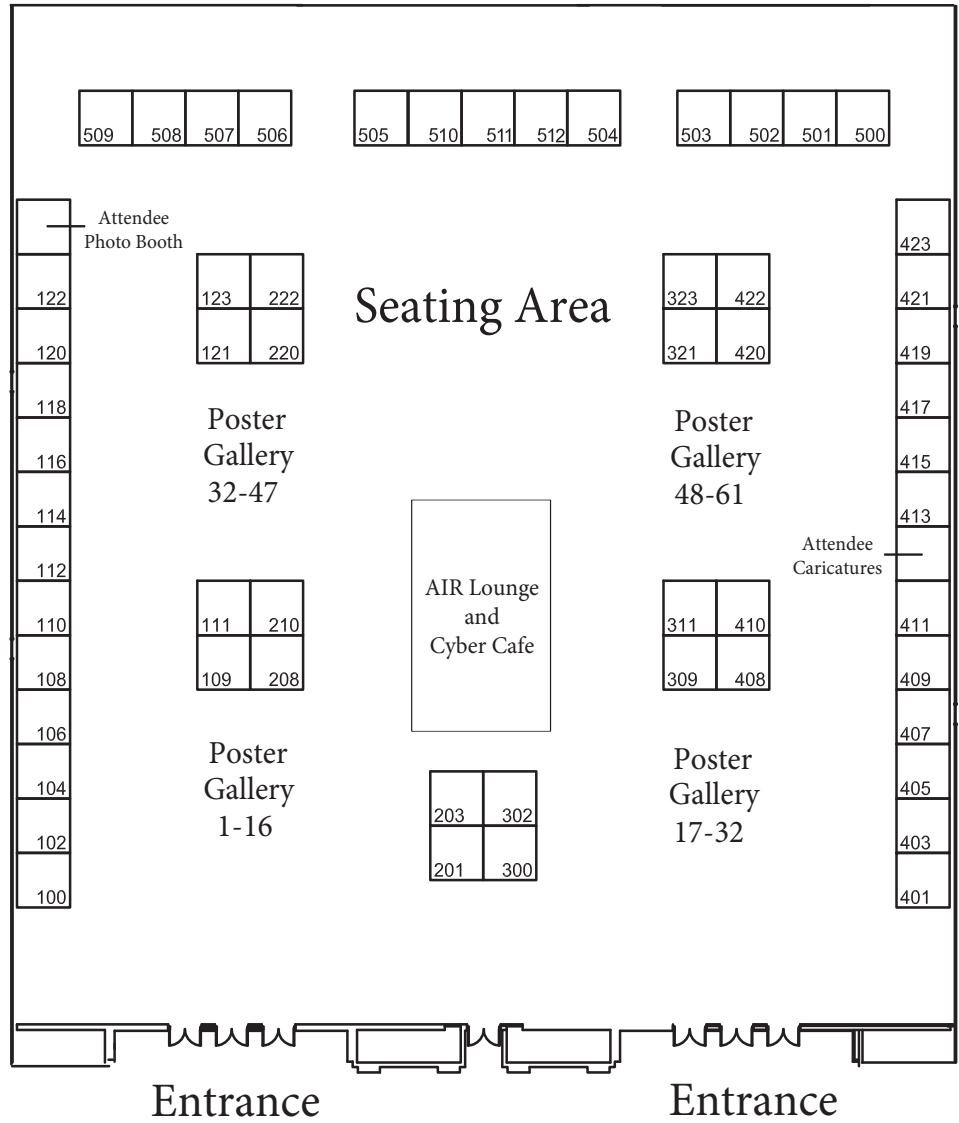 509 508 507 506 505 510 511 512 504 503 502 501 500
Attendee
Photo Booth
423
122 123 222 Seating Area 323 422 421
120 121 220 321 420 419
118 417
Poster
Gallery
32-47
Poster
Gallery
48-61
116 415
114 413
Attendee
Caricatures
112
AIR Lounge
and
Cyber Cafe
110 111 210 311 410 411
108 109 208 309 408 409
106 407
Poster
Gallery
1-16
Poster
Gallery
17-32
104 405
203 302
102 403
201 300
100 401
Entrance Entrance